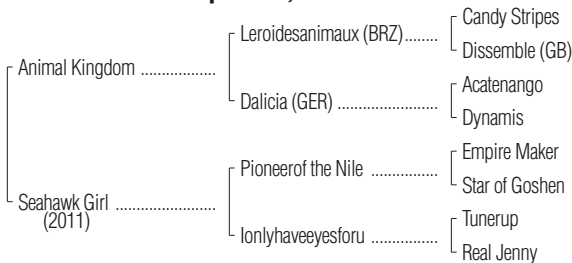 Candy Stripes
Leroidesanimaux (BRZ)........
Dissemble (GB)
Animal Kingdom ..................
Acatenango
Dalicia (GER) ........................
Dynamis
Empire Maker
Pioneerof the Nile .................
Star of Goshen
Seahawk Girl ........................
(2011)
Tunerup
Ionlyhaveeyesforu ................
Real Jenny